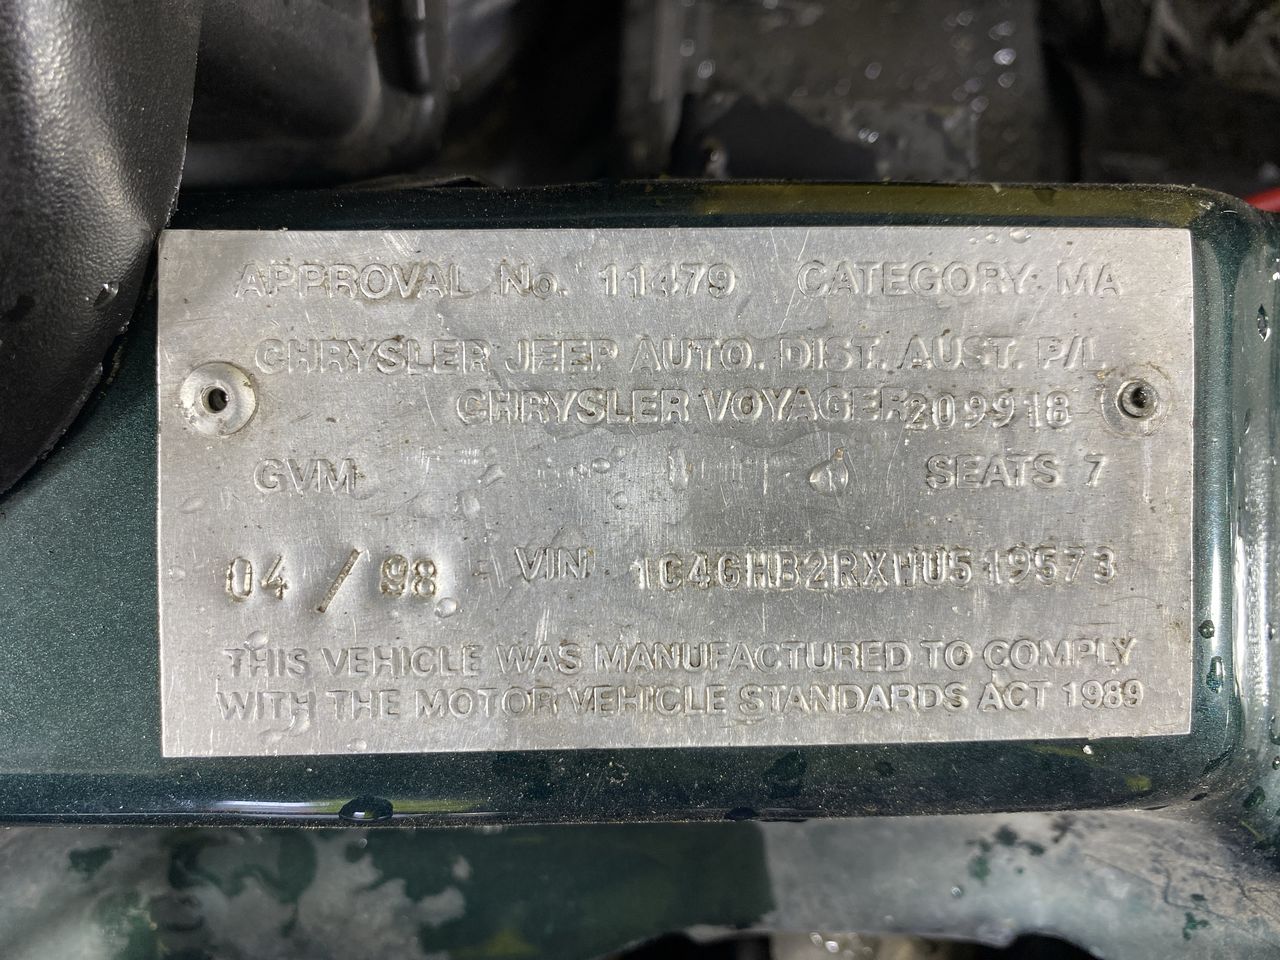 APPROVAL No. 11479 CATEGORY: MA
CHRYSLER JEEP AUTO. DIST. AUST. P/L
CHRYSLER VOYAGER 209918
GVM SEATS 7
04 / 98 VIN 1C4GHB2RXWU519573
THIS VEHICLE WAS MANUFACTURED TO COMPLY
WITH THE MOTOR VEHICLE STANDARDS ACT 1989